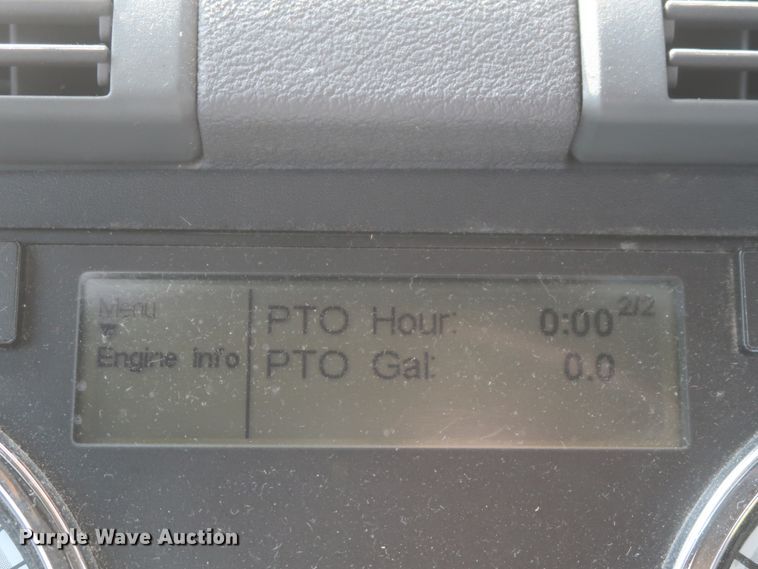 Menu
Engine info
PTO Hour: 0:00 2/2
PTO Gal: 0.0
Purple Wave Auction